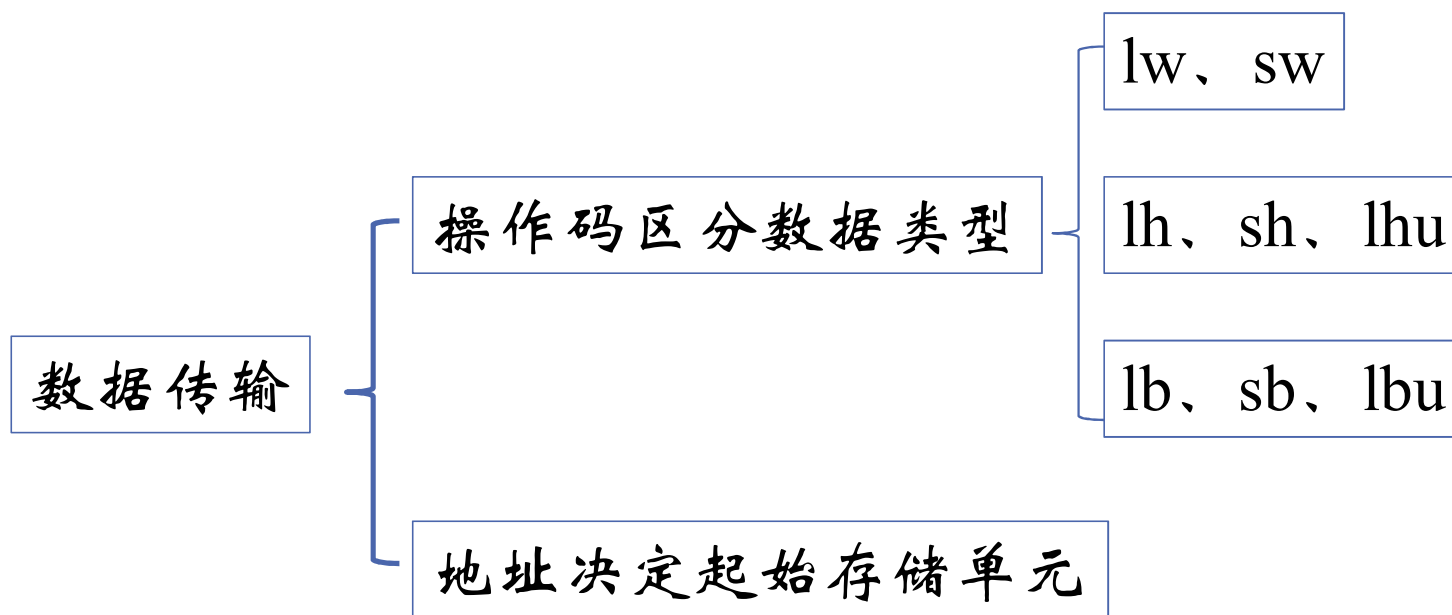 数据传输
操作码区分数据类型
lw、sw
lh、sh、lhu
lb、sb、lbu
地址决定起始存储单元